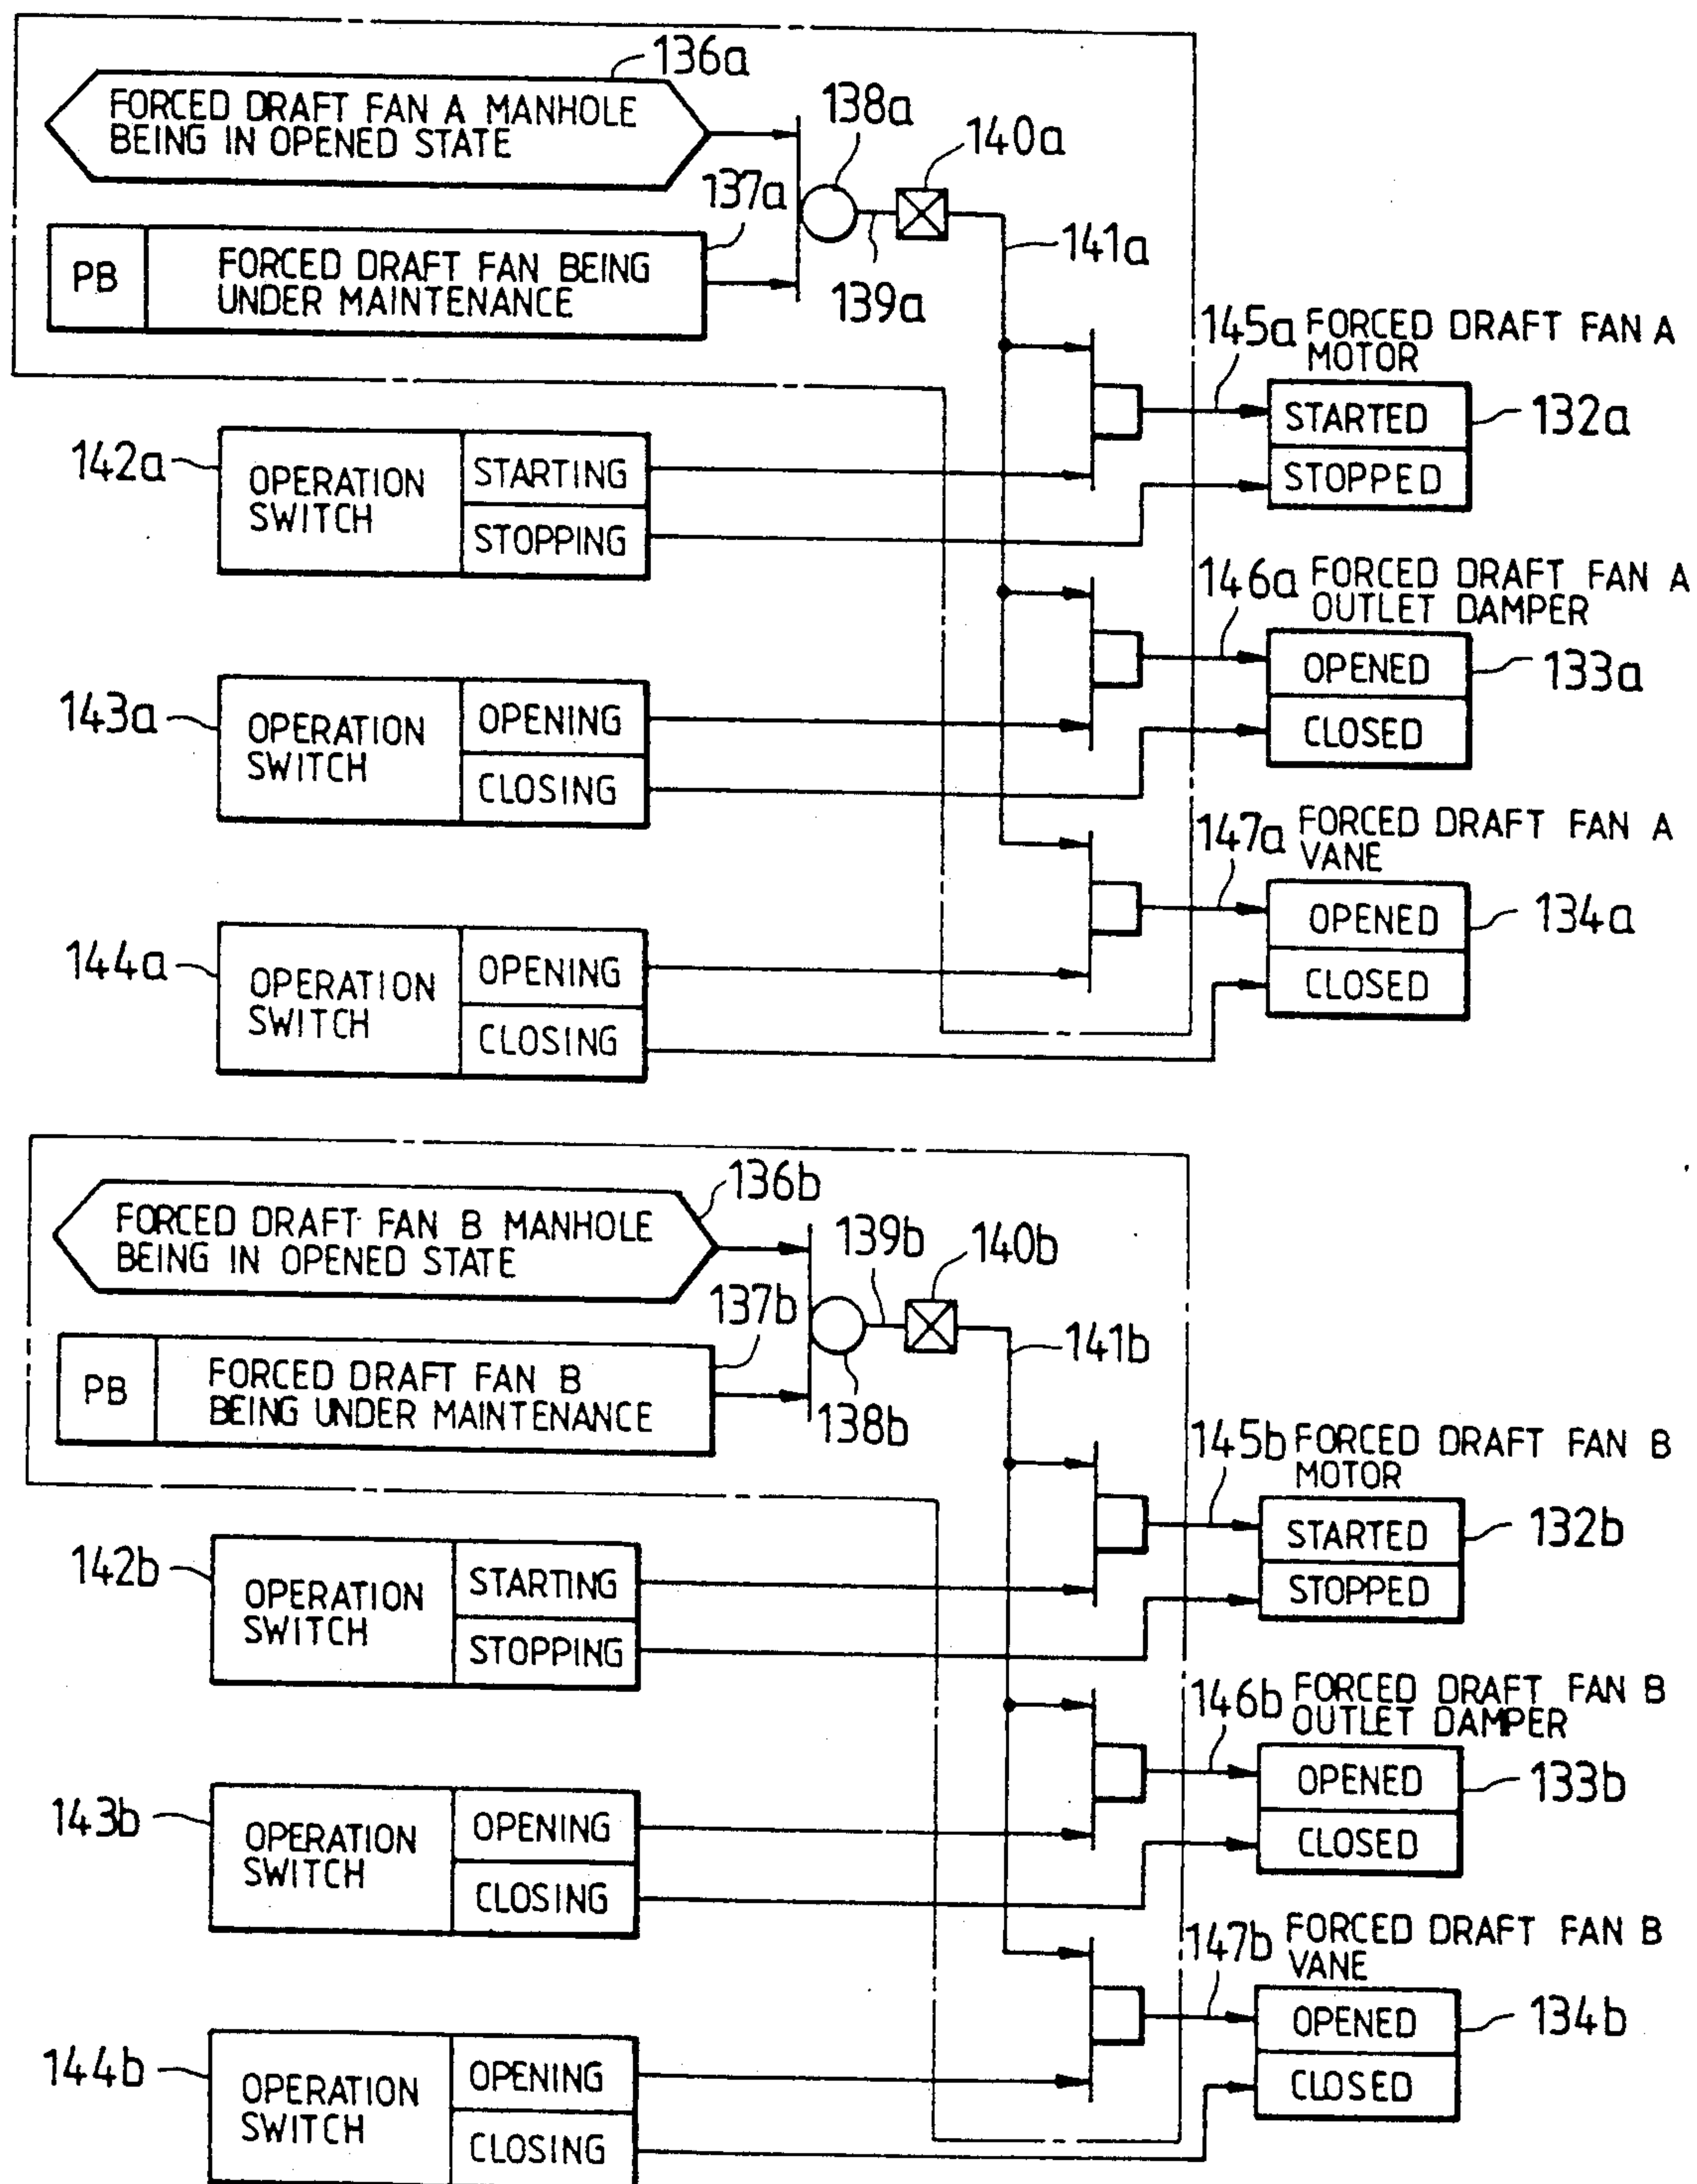 136a
FORCED DRAFT FAN A MANHOLE
BEING IN OPENED STATE
138a
140a
137a
PB
FORCED DRAFT FAN BEING
UNDER MAINTENANCE
139a
141a
145a
FORCED DRAFT FAN A
MOTOR
STARTED
STOPPED
132a
142a
OPERATION
SWITCH
STARTING
STOPPING
146a
FORCED DRAFT FAN A
OUTLET DAMPER
OPENED
CLOSED
133a
143a
OPERATION
SWITCH
OPENING
CLOSING
147a
FORCED DRAFT FAN A
VANE
OPENED
CLOSED
134a
144a
OPERATION
SWITCH
OPENING
CLOSING
136b
FORCED DRAFT FAN B MANHOLE
BEING IN OPENED STATE
139b
140b
137b
PB
FORCED DRAFT FAN B
BEING UNDER MAINTENANCE
138b
141b
145b
FORCED DRAFT FAN B
MOTOR
STARTED
STOPPED
132b
142b
OPERATION
SWITCH
STARTING
STOPPING
146b
FORCED DRAFT FAN B
OUTLET DAMPER
OPENED
CLOSED
133b
143b
OPERATION
SWITCH
OPENING
CLOSING
147b
FORCED DRAFT FAN B
VANE
OPENED
CLOSED
134b
144b
OPERATION
SWITCH
OPENING
CLOSING